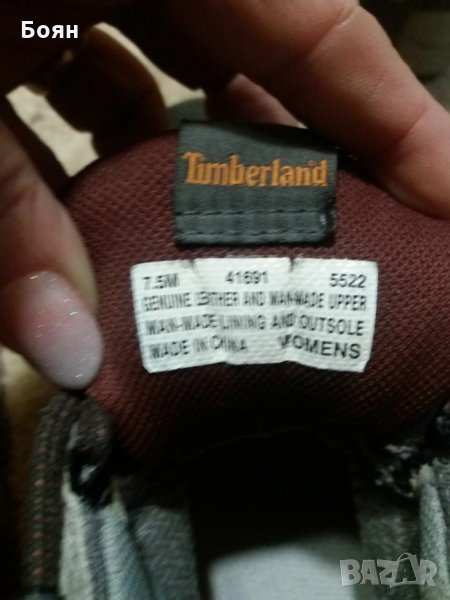 Боян
Timberland
7.5M 41691 5522
GENUINE LEATHER AND MAN-MADE UPPER
MAN-MADE LINING AND OUTSOLE
MADE IN CHINA WOMENS
BAZAR